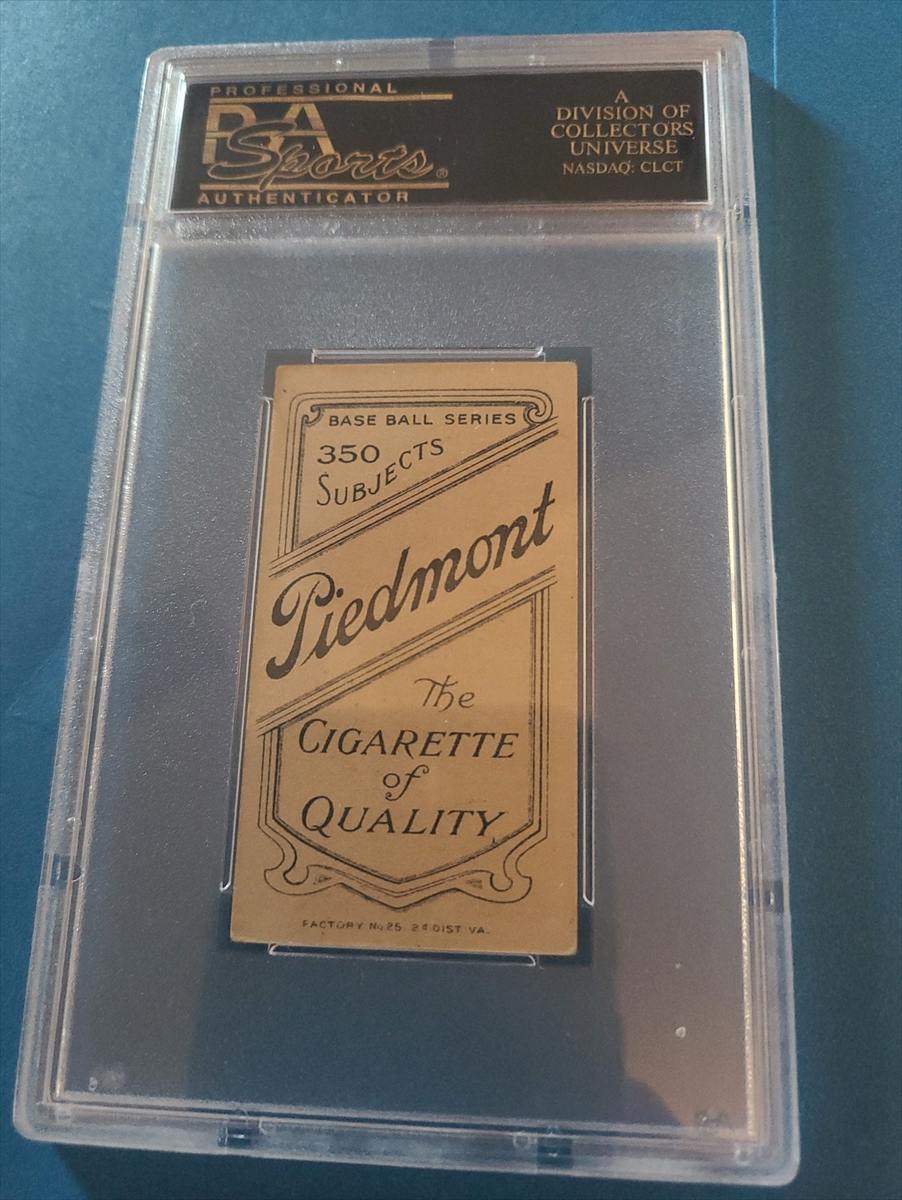 PROFESSIONAL
PSA
Sports®
AUTHENTICATOR
A
DIVISION OF
COLLECTORS
UNIVERSE
NASDAQ: CLCT
BASE BALL SERIES
350
SUBJECTS
Piedmont
The
CIGARETTE
of
QUALITY
FACTORY No 25 2d DIST VA.